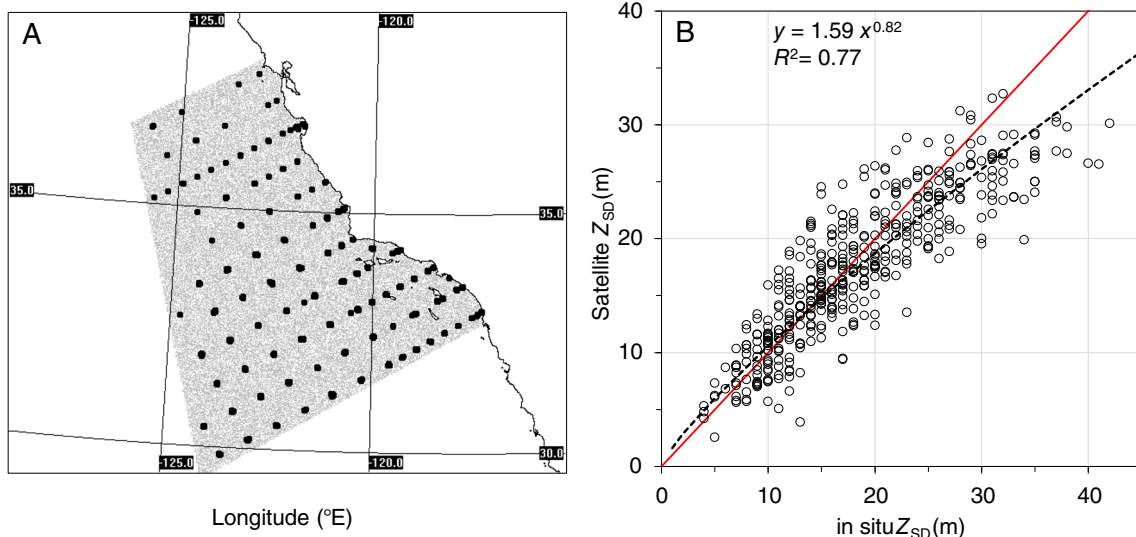 A
-125.0
-120.0
35.0
35.0
30.0
-125.0
-120.0
Longitude (°E)
B
y = 1.59 x^0.82
R²= 0.77
Satellite Z_SD (m)
40
30
20
10
0
0
10
20
30
40
in situ Z_SD (m)